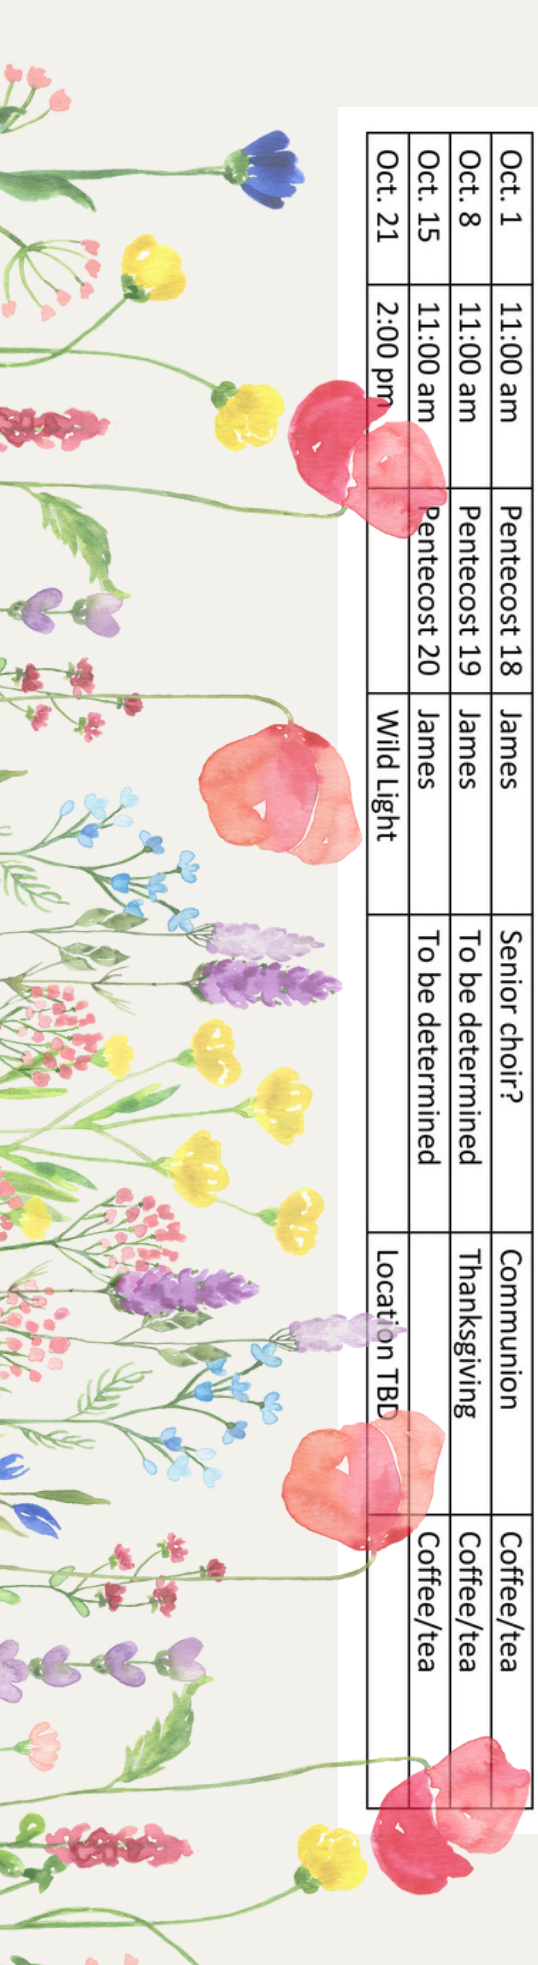 Oct. 1 11:00 am Pentecost 18 James Senior choir? Communion Coffee/tea
Oct. 8 11:00 am Pentecost 19 James To be determined Thanksgiving Coffee/tea
Oct. 15 11:00 am Pentecost 20 James To be determined Coffee/tea
Oct. 21 2:00 pm Wild Light Location TBD